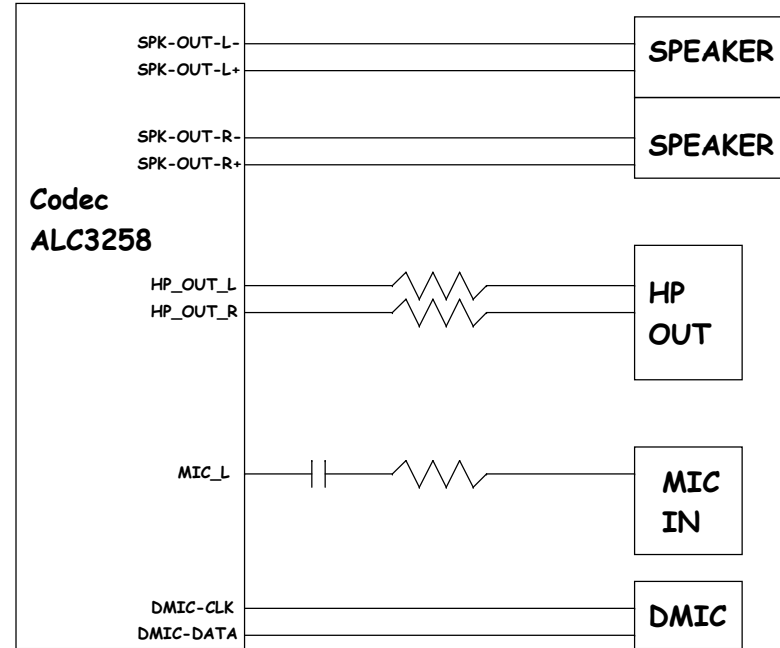 SPK-OUT-L-
SPK-OUT-L+
SPEAKER
SPK-OUT-R-
SPK-OUT-R+
SPEAKER
Codec
ALC3258
HP_OUT_L
HP_OUT_R
HP
OUT
MIC_L
MIC
IN
DMIC-CLK
DMIC-DATA
DMIC